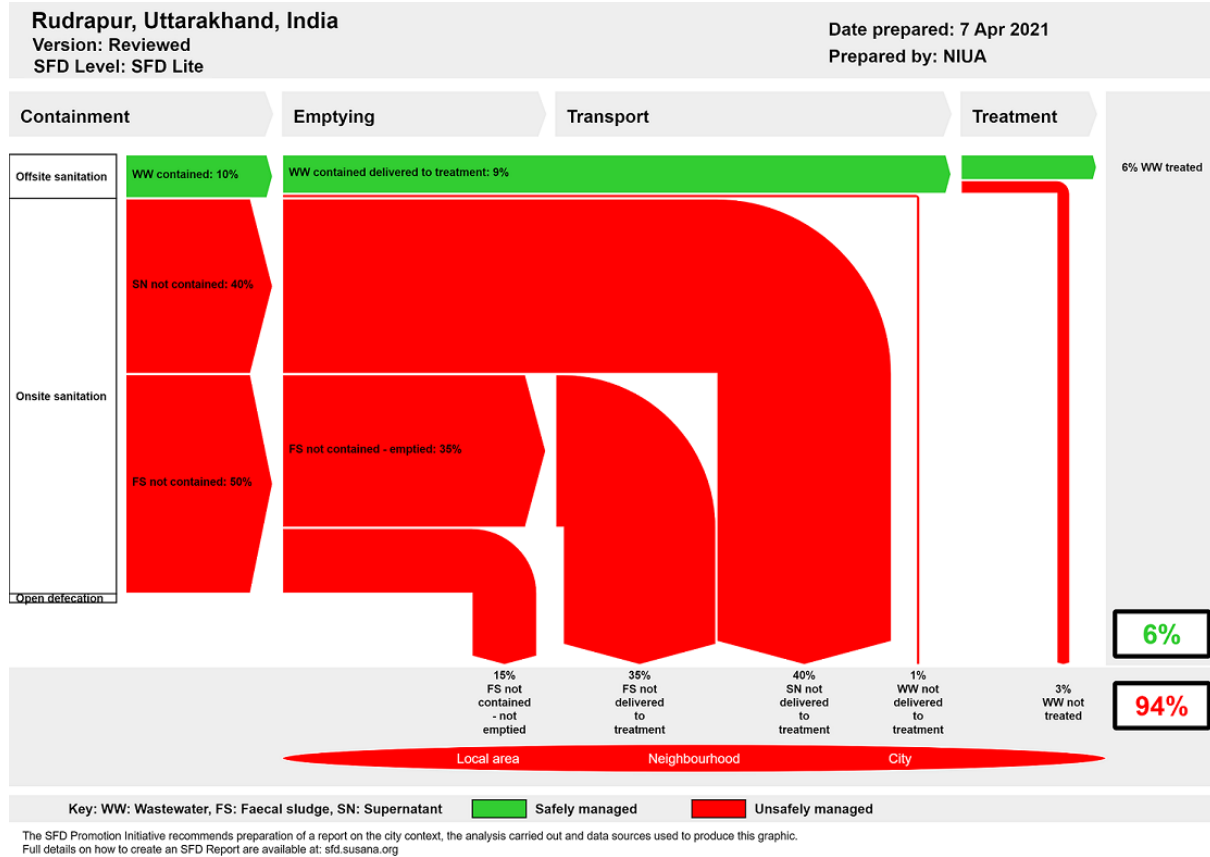 Rudrapur, Uttarakhand, India
Version: Reviewed
SFD Level: SFD Lite
Date prepared: 7 Apr 2021
Prepared by: NIUA
Containment
Emptying
Transport
Treatment
Offsite sanitation
WW contained: 10%
WW contained delivered to treatment: 9%
6% WW treated
SN not contained: 40%
Onsite sanitation
FS not contained - emptied: 35%
FS not contained: 50%
Open defecation
6%
94%
15%
FS not
contained
- not
emptied
35%
FS not
delivered
to
treatment
40%
SN not
delivered
to
treatment
1%
WW not
delivered
to
treatment
3%
WW not
treated
Local area
Neighbourhood
City
Key: WW: Wastewater, FS: Faecal sludge, SN: Supernatant
Safely managed
Unsafely managed
The SFD Promotion Initiative recommends preparation of a report on the city context, the analysis carried out and data sources used to produce this graphic.
Full details on how to create an SFD Report are available at: sfd.susana.org